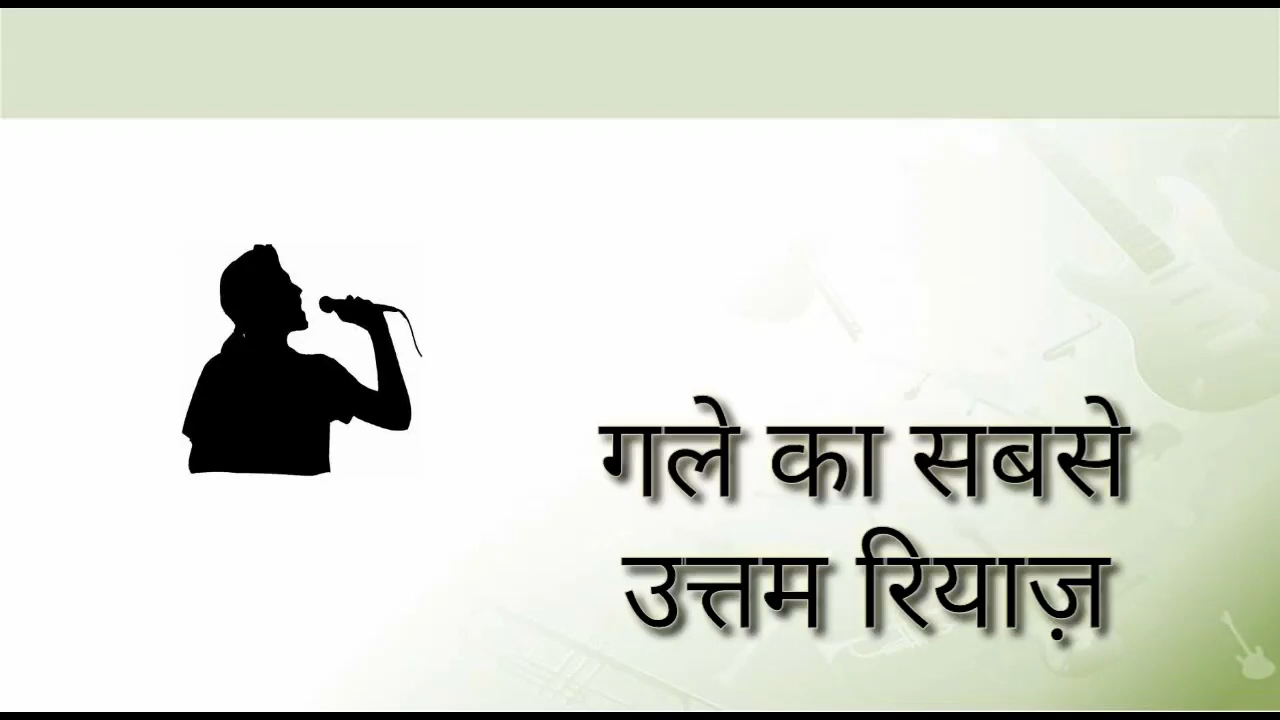 गले का सबसे
उत्तम रियाज़